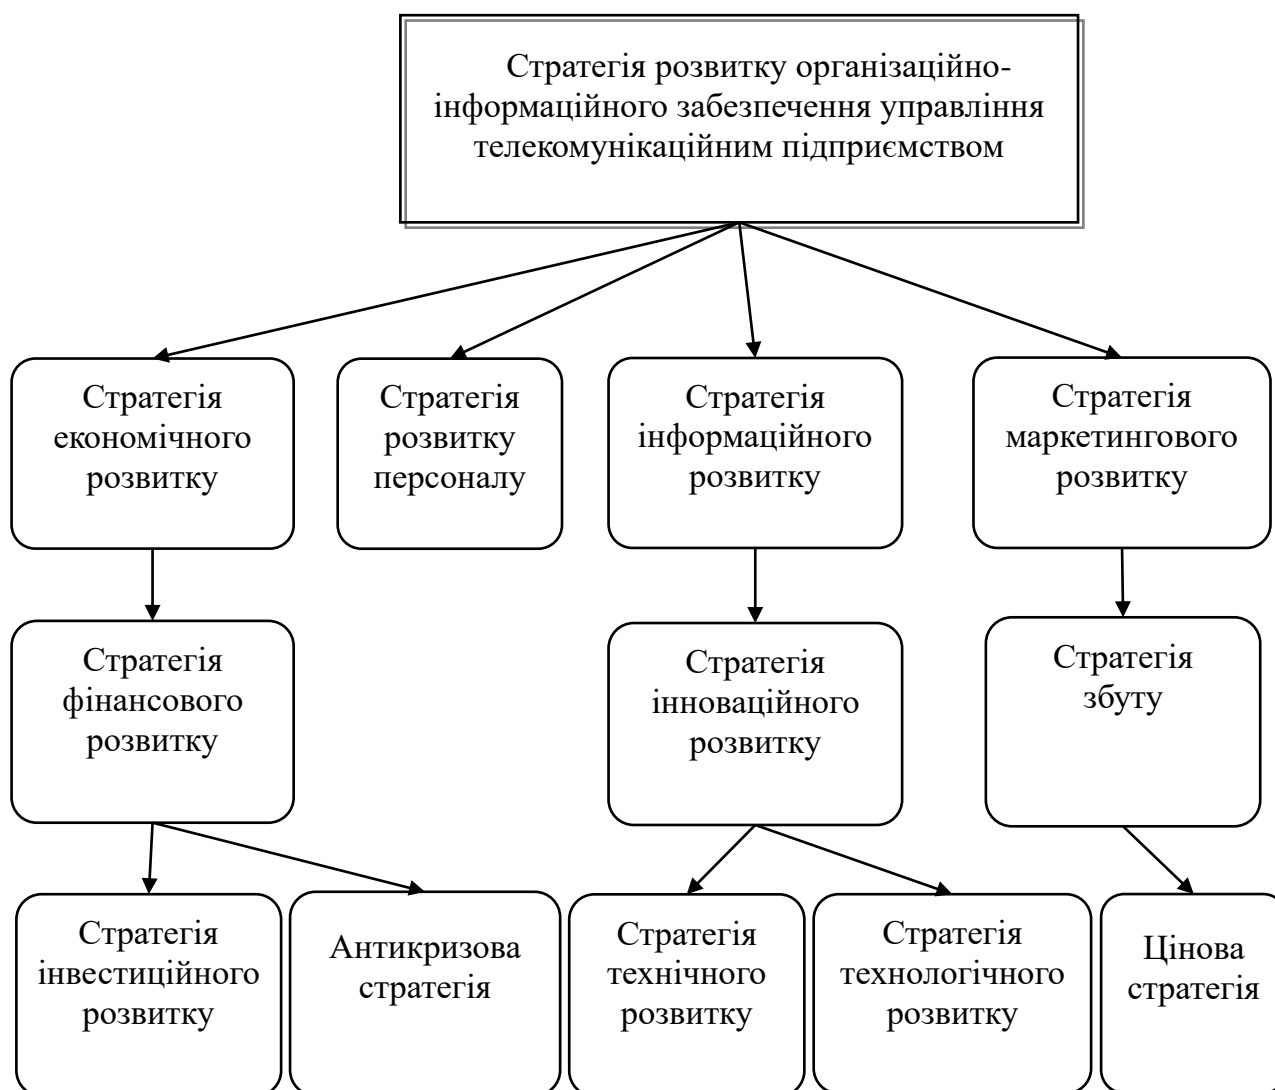 Стратегія розвитку організаційно-
інформаційного забезпечення управління
телекомунікаційним підприємством
Стратегія
економічного
розвитку
Стратегія
розвитку
персоналу
Стратегія
інформаційного
розвитку
Стратегія
маркетингового
розвитку
Стратегія
фінансового
розвитку
Стратегія
інноваційного
розвитку
Стратегія
збуту
Стратегія
інвестиційного
розвитку
Антикризова
стратегія
Стратегія
технічного
розвитку
Стратегія
технологічного
розвитку
Цінова
стратегія